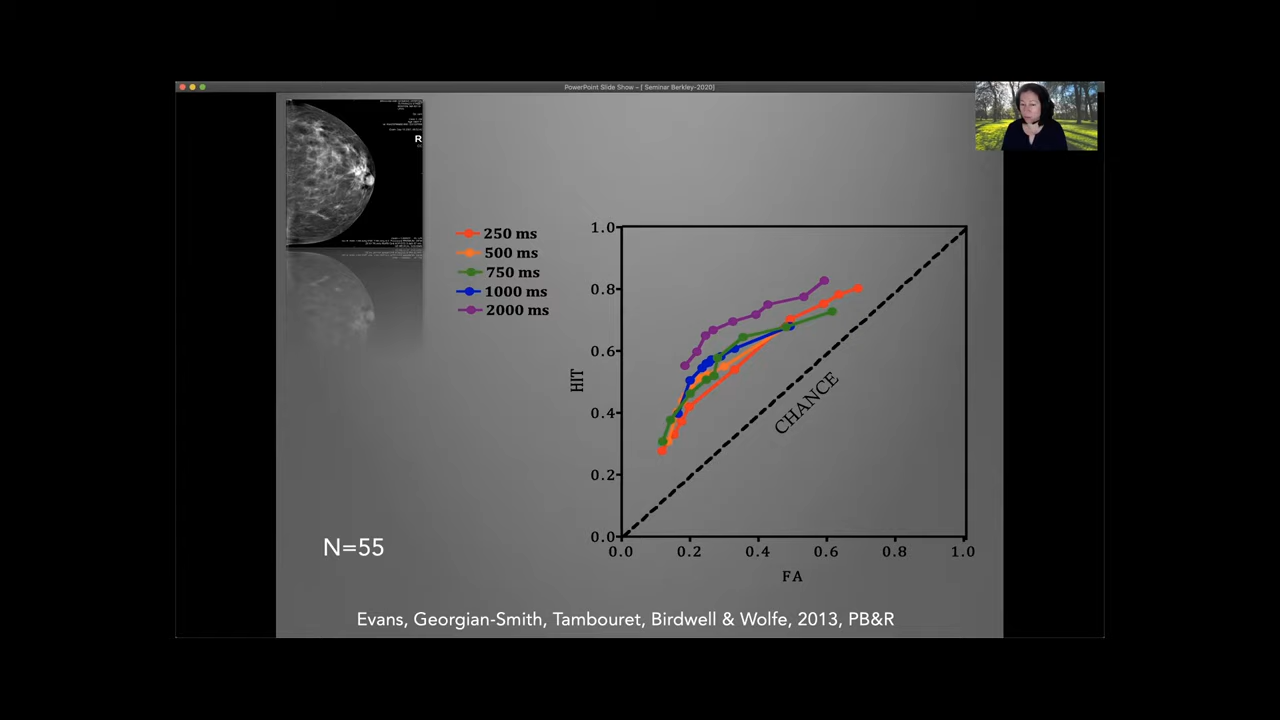 PowerPoint Slide Show - [ Seminar Berkley-2020]
R
250 ms
500 ms
750 ms
1000 ms
2000 ms
1.0
0.8
0.6
0.4
0.2
0.0
HIT
CHANCE
0.0 0.2 0.4 0.6 0.8 1.0
FA
N=55
Evans, Georgian-Smith, Tambouret, Birdwell & Wolfe, 2013, PB&R